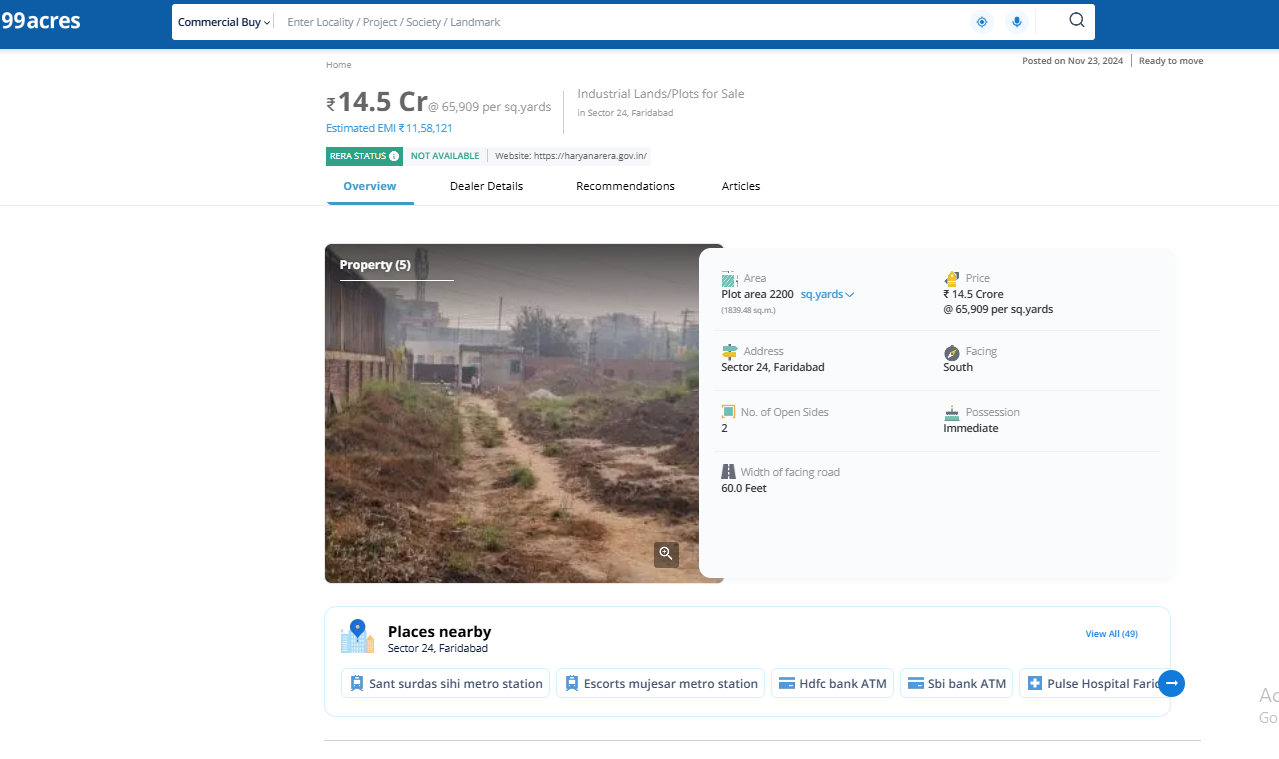 99acres
Commercial Buy
Enter Locality / Project / Society / Landmark
Home
Posted on Nov 23, 2024 | Ready to move
₹14.5 Cr@ 65,909 per sq.yards
Estimated EMI ₹11,58,121
Industrial Lands/Plots for Sale
in Sector 24, Faridabad
RERA STATUS NOT AVAILABLE | Website: https://haryanarera.gov.in/
Overview Dealer Details Recommendations Articles
Property (5)
Area
Plot area 2200 sq.yards
(1839.48 sq.m.)
Price
₹ 14.5 Crore
@ 65,909 per sq.yards
Address
Sector 24, Faridabad
Facing
South
No. of Open Sides
2
Possession
Immediate
Width of facing road
60.0 Feet
Places nearby
Sector 24, Faridabad
View All (49)
Sant surdas sihi metro station
Escorts mujesar metro station
Hdfc bank ATM
Sbi bank ATM
Pulse Hospital Faric
Ac
Go